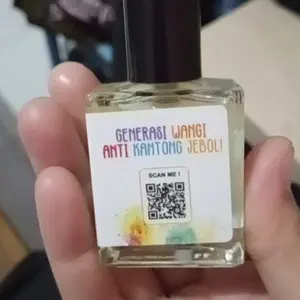 GENERASI WANGI
ANTI KANTONG JEBOL!
SCAN ME !